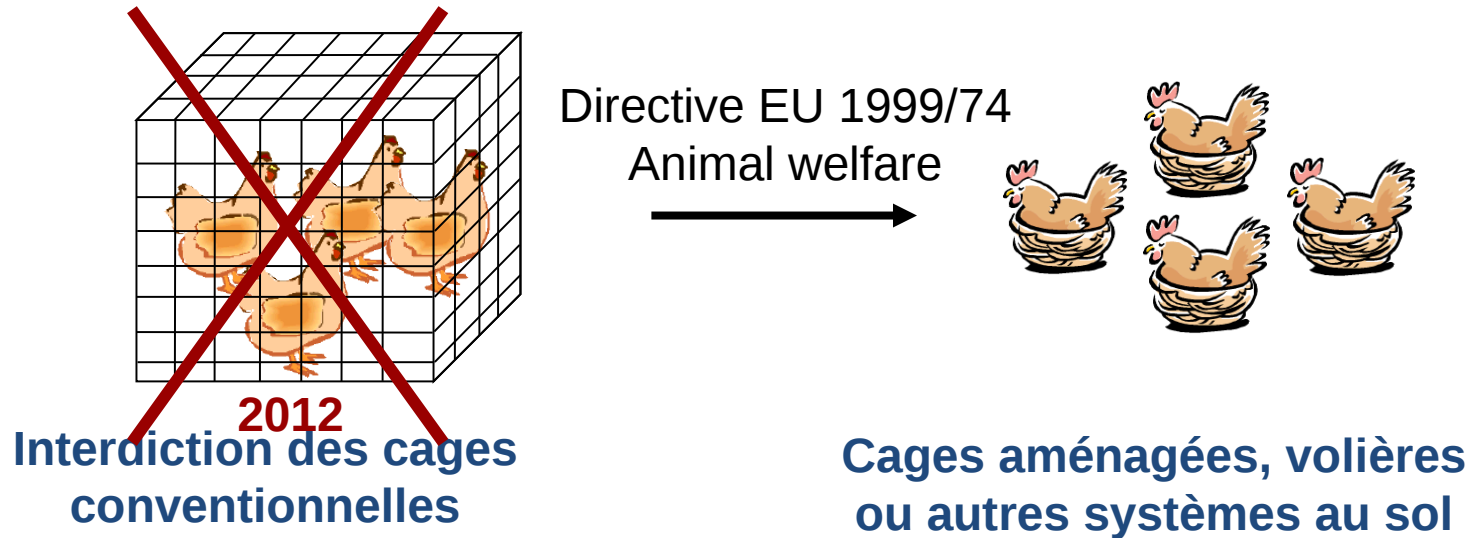 Directive EU 1999/74
Animal welfare
2012
Interdiction des cages
conventionnelles
Cages aménagées, volières
ou autres systèmes au sol